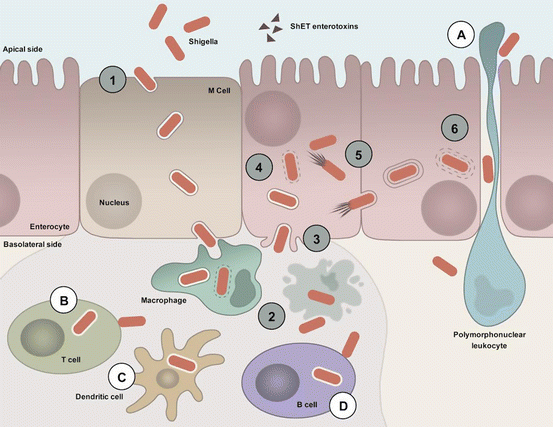 ShET enterotoxins
A
Shigella
Apical side
1
M Cell
6
4
5
Nucleus
Enterocyte
Basolateral side
3
Macrophage
B
2
Polymorphonuclear
leukocyte
T cell
C
Dendritic cell
B cell
D